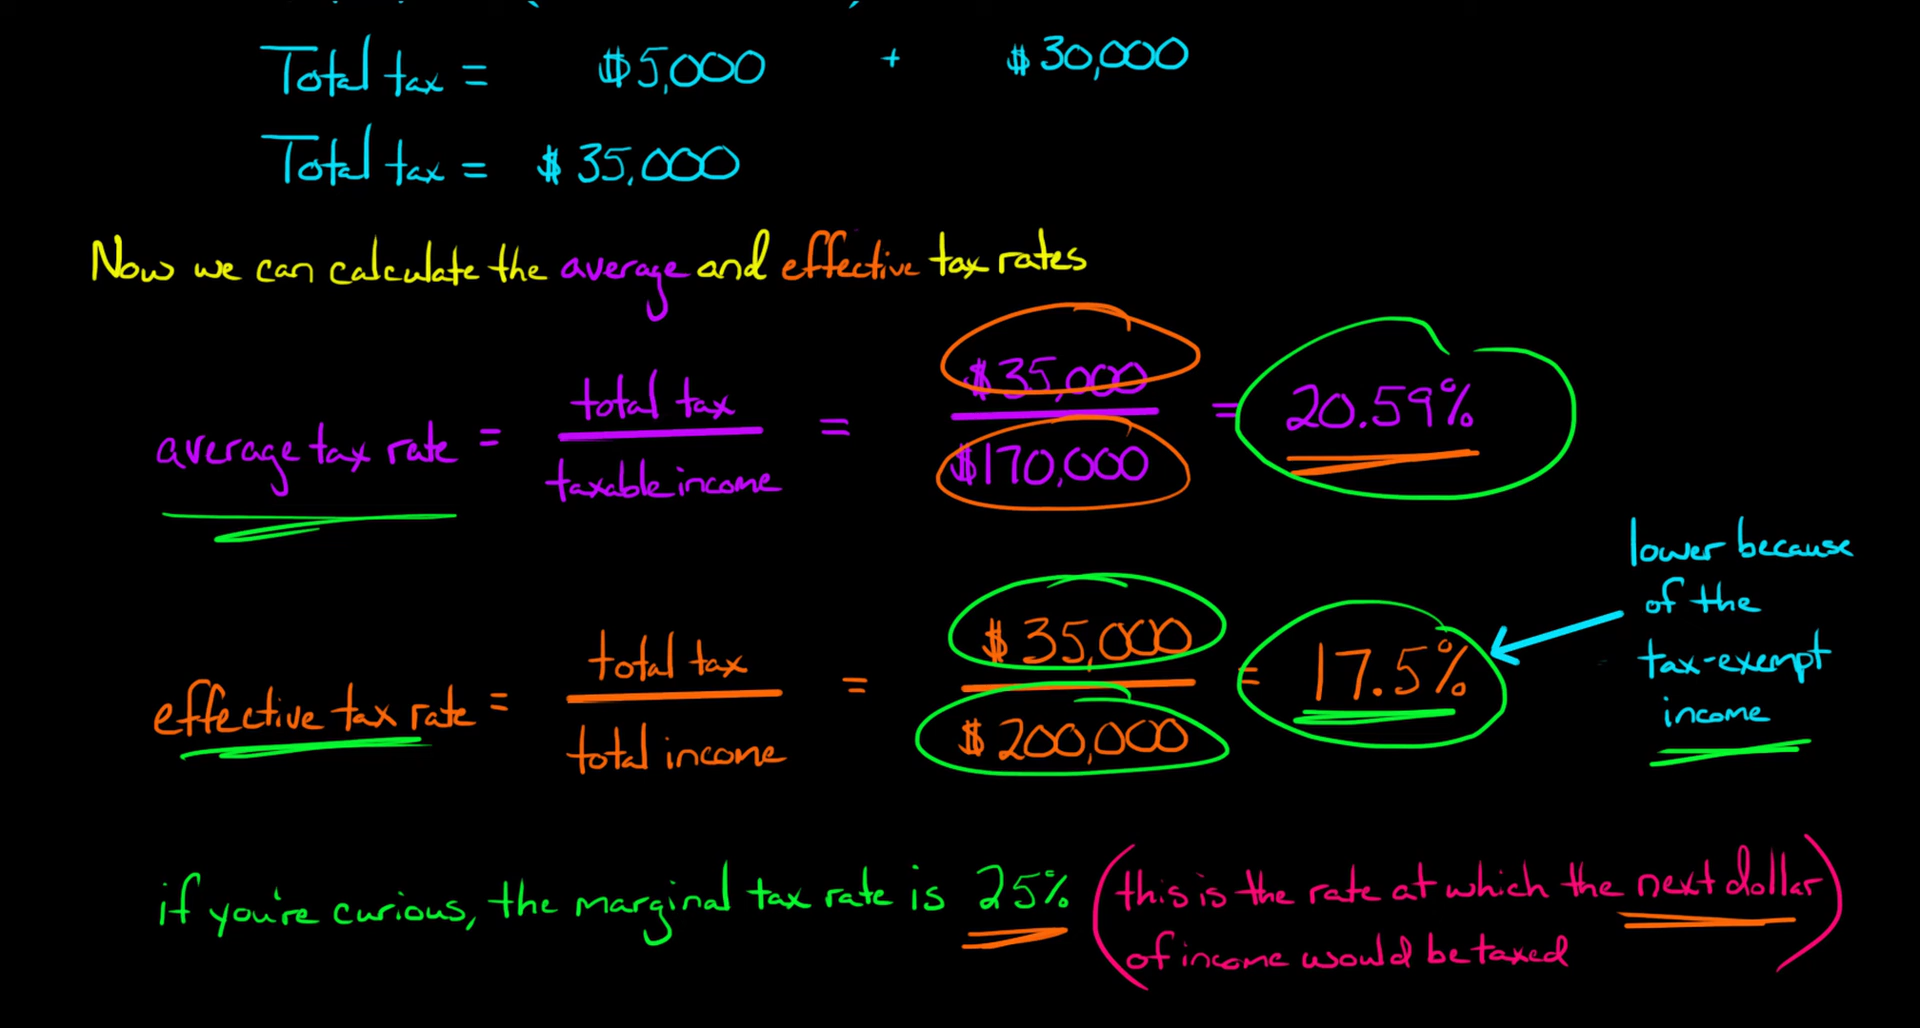 Total tax = $5,000 + $30,000
Total tax = $35,000
Now we can calculate the average and effective tax rates
average tax rate = total tax / taxable income = $35,000 / $170,000 = 20.59%
lower because
of the
tax-exempt
income
effective tax rate = total tax / total income = $35,000 / $200,000 = 17.5%
if you're curious, the marginal tax rate is 25% (this is the rate at which the next dollar
of income would be taxed)